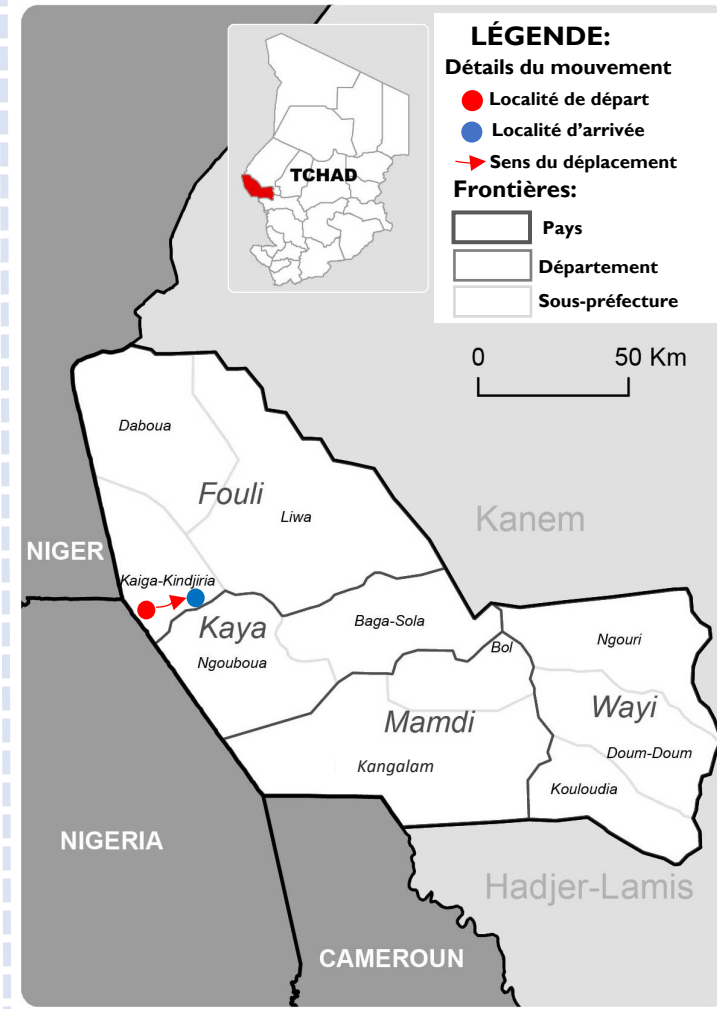 LÉGENDE:
Détails du mouvement
Localité de départ
Localité d'arrivée
Sens du déplacement
Frontières:
Pays
Département
Sous-préfecture
TCHAD
0 50 Km
Daboua
Fouli
Liwa
Kanem
NIGER
Kaiga-Kindjiria
Kaya
Baga-Sola
Ngouboua
Bol
Ngouri
Mamdi
Wayi
Doum-Doum
Kangalam
Kouloudia
NIGERIA
Hadjer-Lamis
CAMEROUN